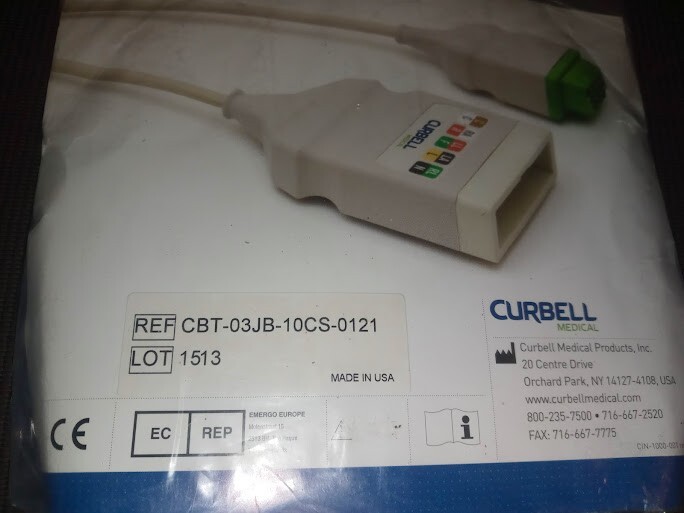 CURBELL
REF CBT-03JB-10CS-0121
LOT 1513
MADE IN USA
CURBELL
MEDICAL
Curbell Medical Products, Inc.
20 Centre Drive
Orchard Park, NY 14127-4108, USA
www.curbellmedical.com
800-235-7500 • 716-667-2520
FAX: 716-667-7775
CE
EC REP
EMERGO EUROPE
i